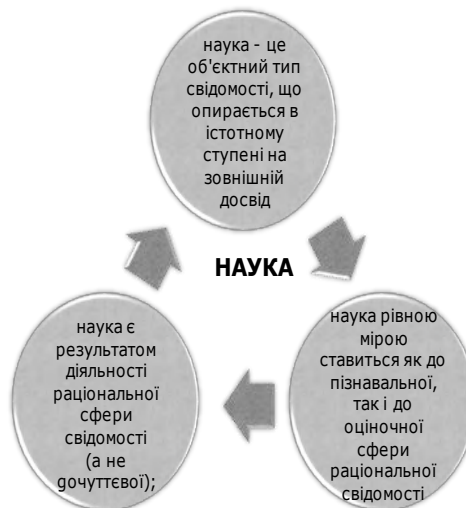 наука - це
об'єктний тип
свідомості, що
опирається в
істотному
ступені на
зовнішній
досвід
НАУКА
наука рівною
мірою
ставиться як до
пізнавальної,
так і до
оціночної
сфери
раціональної
свідомості
наука є
результатом
діяльності
раціональної
сфери
свідомості
(а не
дочуттєвої);